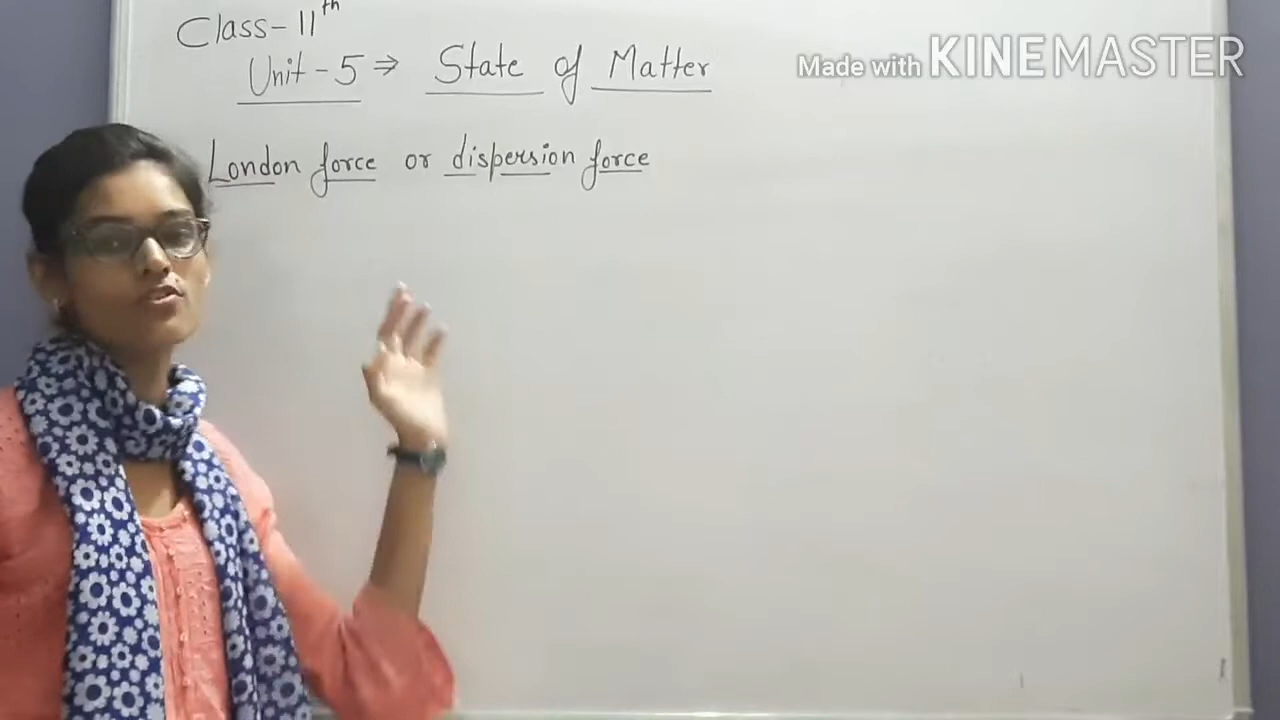 Class-11th
Unit-5 ⇒ State of Matter
Made with KINEMASTER
London force or dispersion force